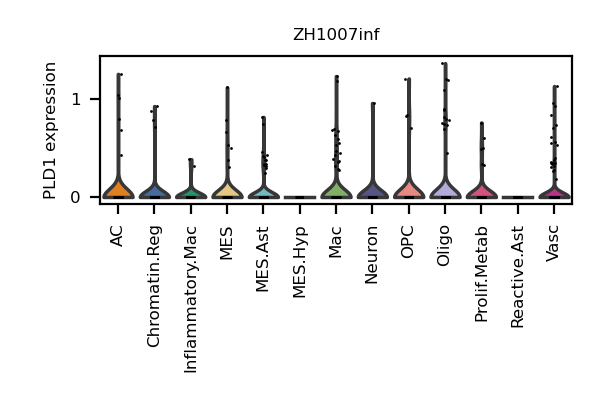 ZH1007inf
PLD1 expression
1
0
AC
Chromatin.Reg
Inflammatory.Mac
MES
MES.Ast
MES.Hyp
Mac
Neuron
OPC
Oligo
Prolif.Metab
Reactive.Ast
Vasc